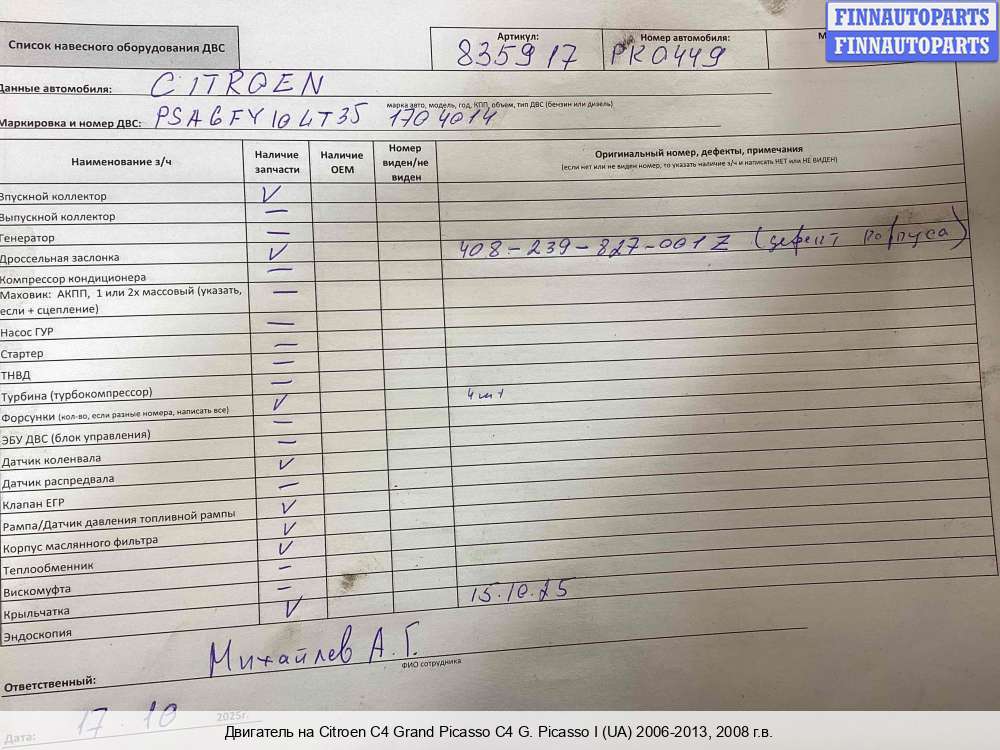 FINNAUTOPARTS
FINNAUTOPARTS
Список навесного оборудования ДВС
Артикул: 835917
Номер автомобиля: РК0449
Данные автомобиля: CITROEN
марка авто, модель, год, КПП, объем, тип ДВС (бензин или дизель)
Маркировка и номер ДВС: PSA6FY10LT35 1704014
Наименование з/ч
Наличие запчасти
Наличие OEM
Номер виден/не виден
Оригинальный номер, дефекты, примечания
(если нет или не виден номер, то указать наличие з/ч и написать НЕТ или НЕ ВИДЕН)
Впускной коллектор ✓
Выпускной коллектор —
Генератор —
Дроссельная заслонка ✓ 408-239-827-001Z (дефект корпуса)
Компрессор кондиционера —
Маховик: АКПП, 1 или 2х массовый (указать, если + сцепление) —
Насос ГУР —
Стартер —
ТНВД —
Турбина (турбокомпрессор) —
Форсунки (кол-во, если разные номера, написать все) ✓ 4шт
ЭБУ ДВС (блок управления) —
Датчик коленвала —
Датчик распредвала ✓
Клапан ЕГР —
Рампа/Датчик давления топливной рампы ✓
Корпус маслянного фильтра ✓
Теплообменник ✓
Вискомуфта –
Крыльчатка –
Эндоскопия ✓ 15.10.25
Ответственный: Михайлев А.Г.
ФИО сотрудника
Дата: 17.10 2025г.
Двигатель на Citroen C4 Grand Picasso C4 G. Picasso I (UA) 2006-2013, 2008 г.в.